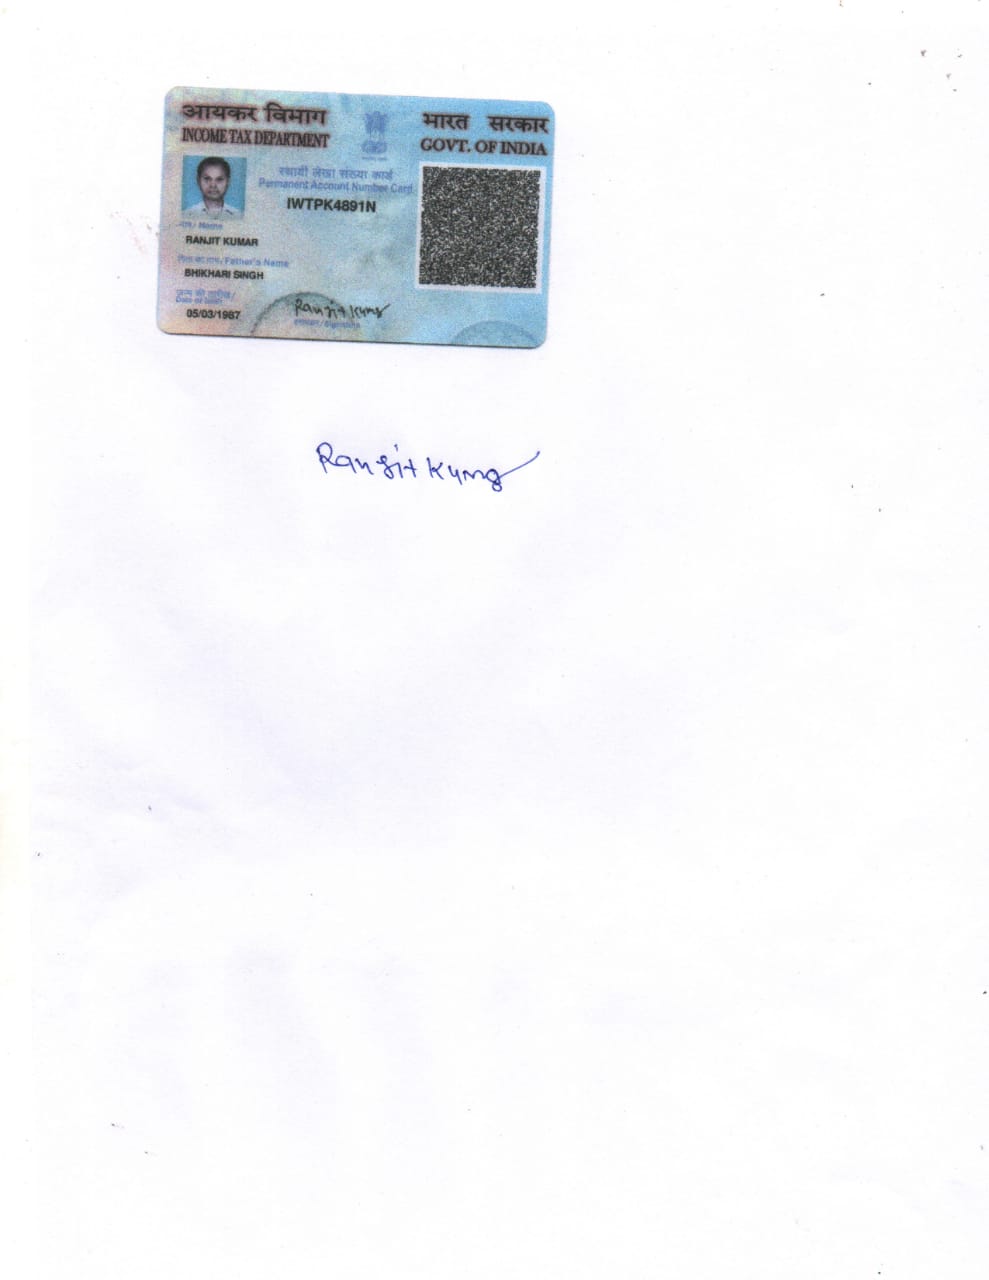 आयकर विभाग
INCOME TAX DEPARTMENT
भारत सरकार
GOVT. OF INDIA
स्थायी लेखा संख्या कार्ड
Permanent Account Number Card
IWTPK4891N
नाम / Name
RANJIT KUMAR
पिता का नाम / Father's Name
BHIKHARI SINGH
जन्म की तारीख /
Date of Birth
05/03/1987
Ranjit Kumar
हस्ताक्षर / Signature
Ranjit Kumar